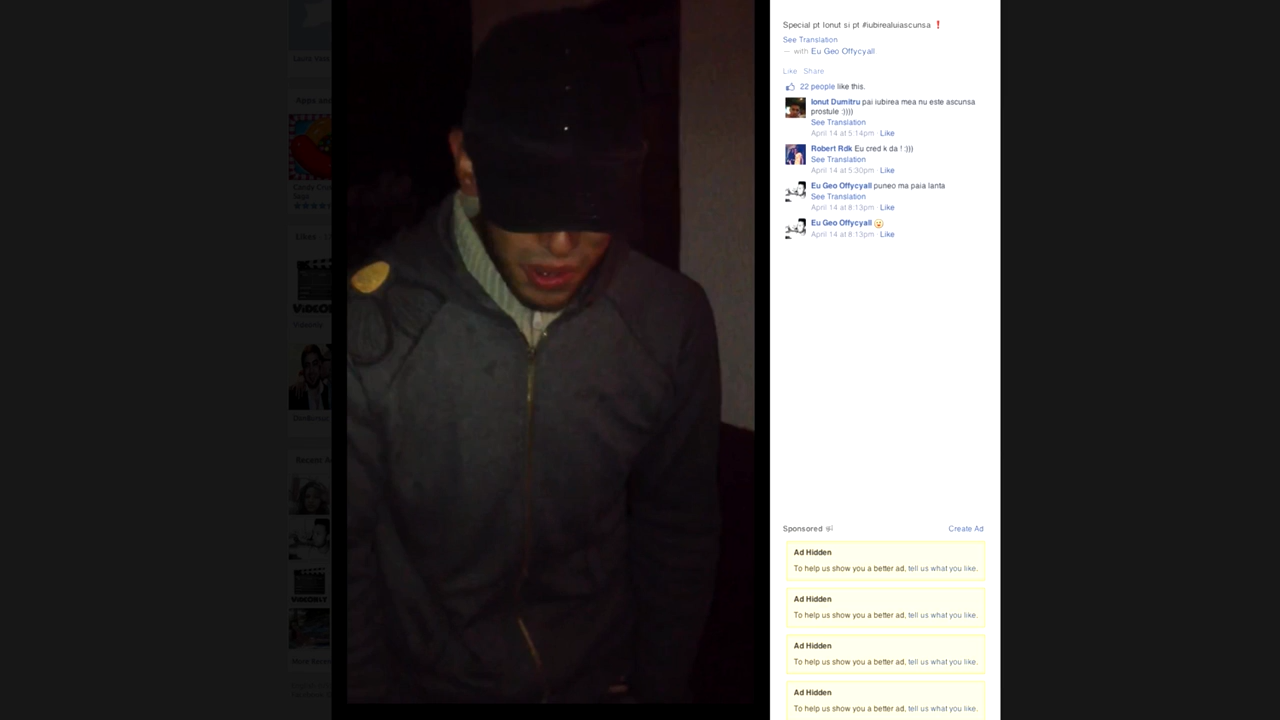 Special pt Ionut si pt #iubirealuiascunsa ❗
See Translation
— with Eu Geo Offycyall
Like Share
22 people like this.
Ionut Dumitru pai iubirea mea nu este ascunsa
prostule :))))
See Translation
April 14 at 5:14pm · Like
Robert Rdk Eu cred k da ! :)))
See Translation
April 14 at 5:30pm · Like
Eu Geo Offycyall puneo ma paia lanta
See Translation
April 14 at 8:13pm · Like
Eu Geo Offycyall
April 14 at 8:13pm · Like
Sponsored
Create Ad
Ad Hidden
To help us show you a better ad, tell us what you like.
Ad Hidden
To help us show you a better ad, tell us what you like.
Ad Hidden
To help us show you a better ad, tell us what you like.
Ad Hidden
To help us show you a better ad, tell us what you like.
Likes